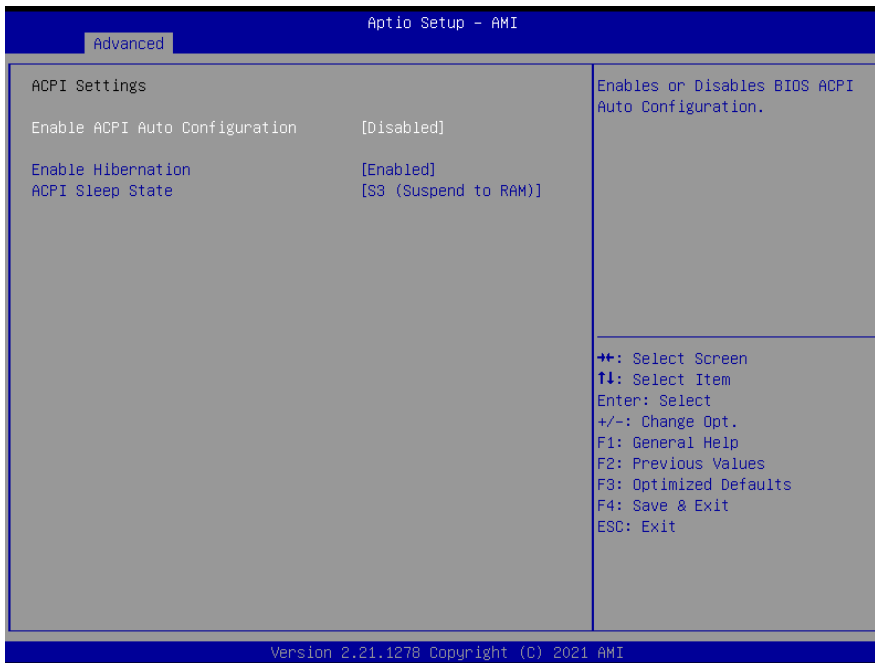 Aptio Setup – AMI
Advanced
ACPI Settings
Enable ACPI Auto Configuration [Disabled]
Enable Hibernation [Enabled]
ACPI Sleep State [S3 (Suspend to RAM)]
Enables or Disables BIOS ACPI
Auto Configuration.
→←: Select Screen
↑↓: Select Item
Enter: Select
+/-: Change Opt.
F1: General Help
F2: Previous Values
F3: Optimized Defaults
F4: Save & Exit
ESC: Exit
Version 2.21.1278 Copyright (C) 2021 AMI